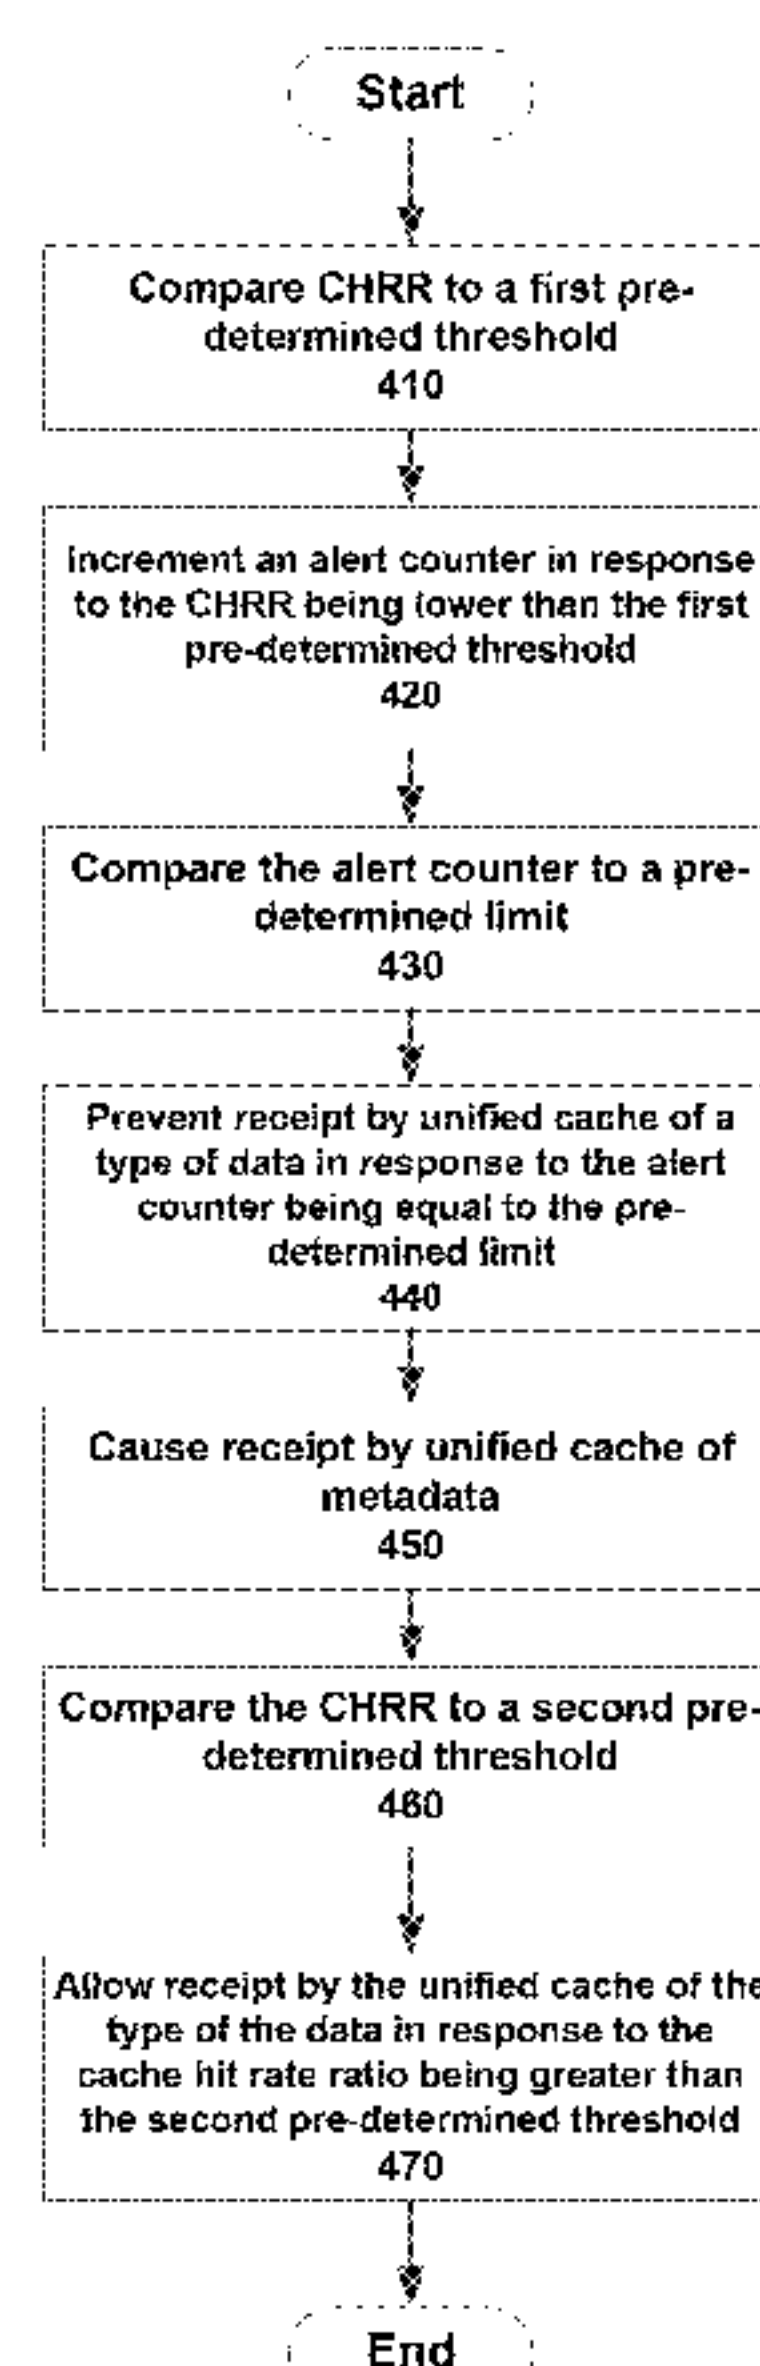 Start
Compare CHRR to a first pre-
determined threshold
410
Increment an alert counter in response
to the CHRR being lower than the first
pre-determined threshold
420
Compare the alert counter to a pre-
determined limit
430
Prevent receipt by unified cache of a
type of data in response to the alert
counter being equal to the pre-
determined limit
440
Cause receipt by unified cache of
metadata
450
Compare the CHRR to a second pre-
determined threshold
460
Allow receipt by the unified cache of the
type of the data in response to the
cache hit rate ratio being greater than
the second pre-determined threshold
470
End